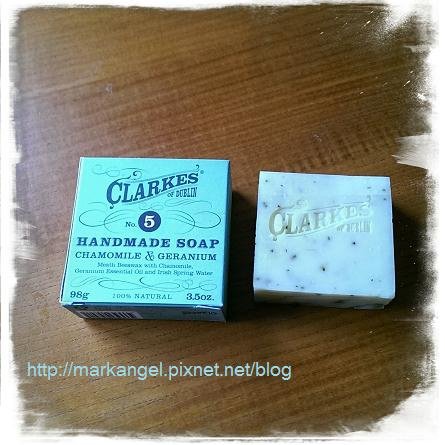 CLARKES®
OF DUBLIN
No. 5
HANDMADE SOAP
CHAMOMILE & GERANIUM
Meath Beeswax with Chamomile,
Geranium Essential Oil and Irish Spring Water
98g 100% NATURAL 3.5oz.
CLARKES
OF DUBLIN
http://markangel.pixnet.net/blog